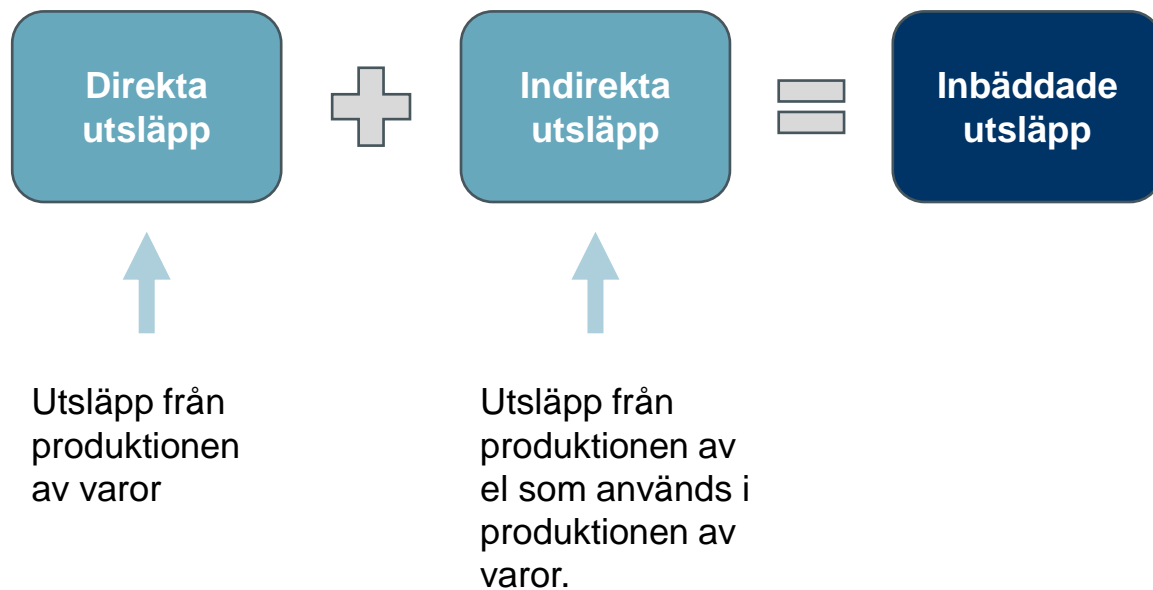 Direkta
utsläpp
Indirekta
utsläpp
Inbäddade
utsläpp
Utsläpp från
produktionen
av varor
Utsläpp från
produktionen av
el som används i
produktionen av
varor.